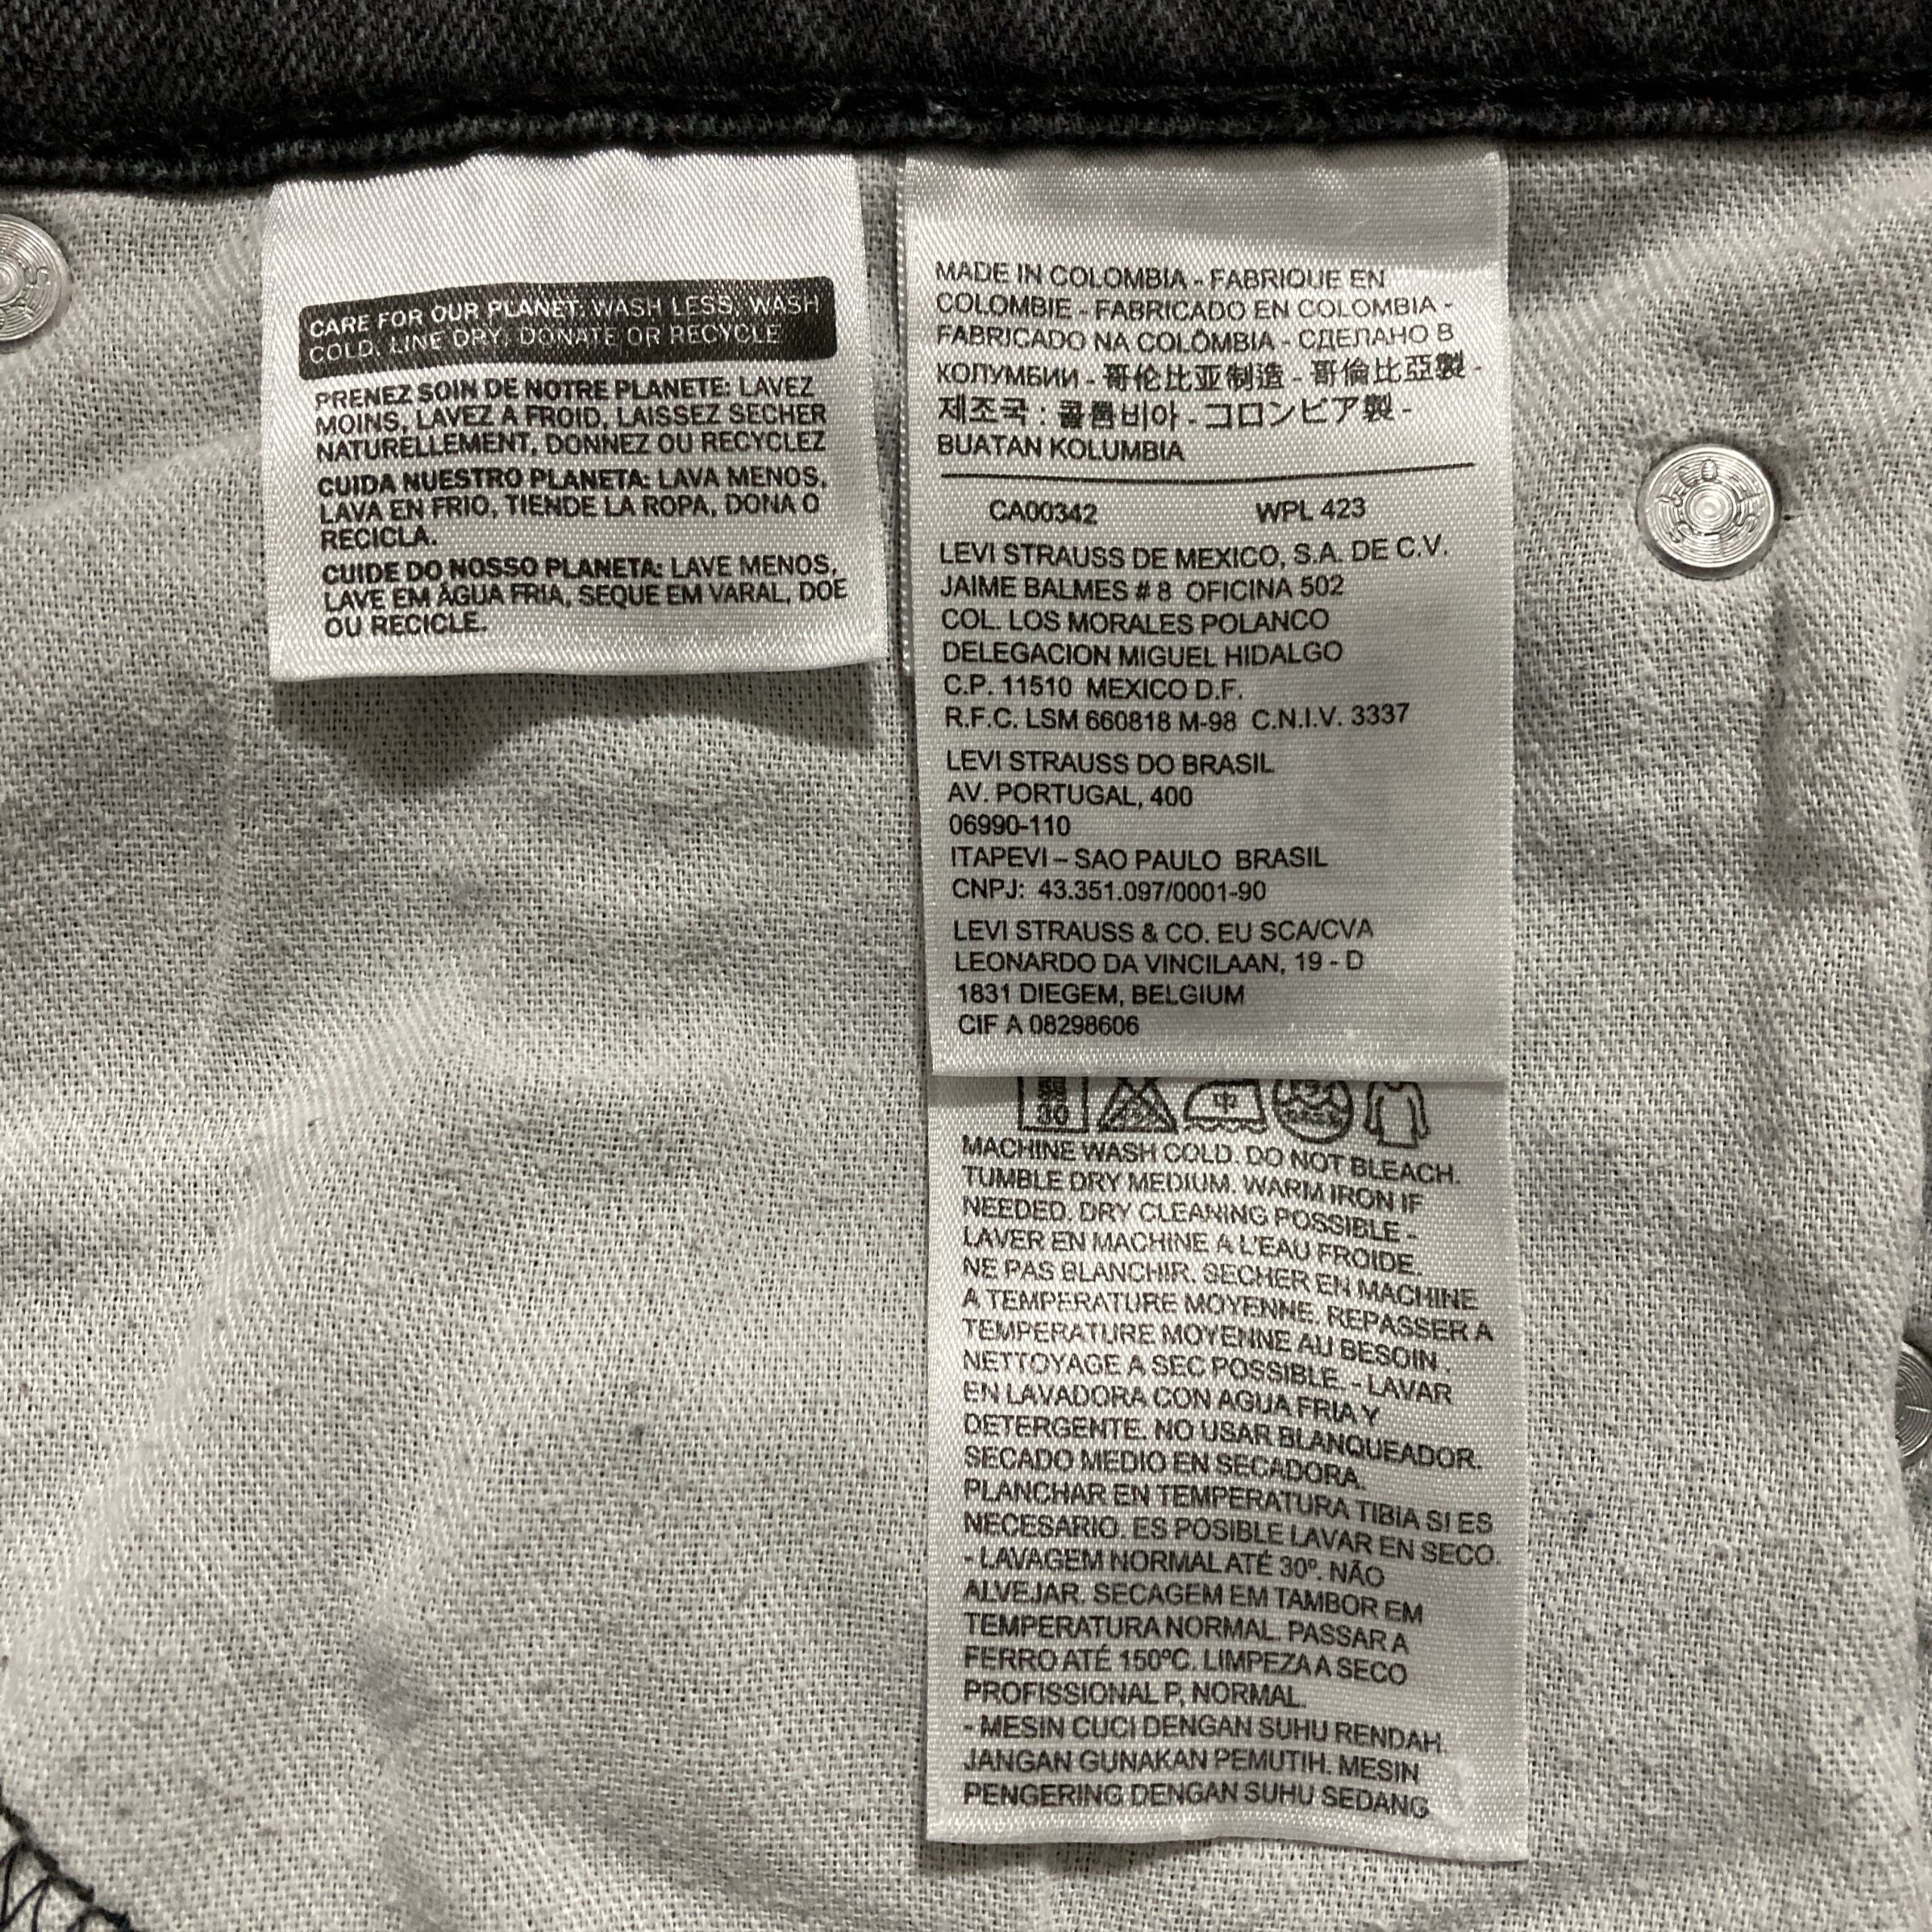 CARE FOR OUR PLANET: WASH LESS, WASH
COLD, LINE DRY, DONATE OR RECYCLE
PRENEZ SOIN DE NOTRE PLANETE: LAVEZ
MOINS, LAVEZ A FROID, LAISSEZ SECHER
NATURELLEMENT, DONNEZ OU RECYCLEZ
CUIDA NUESTRO PLANETA: LAVA MENOS,
LAVA EN FRIO, TIENDE LA ROPA, DONA O
RECICLA.
CUIDE DO NOSSO PLANETA: LAVE MENOS,
LAVE EM ÁGUA FRIA, SEQUE EM VARAL, DOE
OU RECICLE.
MADE IN COLOMBIA - FABRIQUE EN
COLOMBIE - FABRICADO EN COLOMBIA -
FABRICADO NA COLÔMBIA - СДЕЛАНО В
КОЛУМБИИ - 哥伦比亚制造 - 哥倫比亞製 -
제조국 : 콜롬비아 - コロンビア製 -
BUATAN KOLUMBIA
CA00342 WPL 423
LEVI STRAUSS DE MEXICO, S.A. DE C.V.
JAIME BALMES # 8 OFICINA 502
COL. LOS MORALES POLANCO
DELEGACION MIGUEL HIDALGO
C.P. 11510 MEXICO D.F.
R.F.C. LSM 660818 M-98 C.N.I.V. 3337
LEVI STRAUSS DO BRASIL
AV. PORTUGAL, 400
06990-110
ITAPEVI – SAO PAULO BRASIL
CNPJ: 43.351.097/0001-90
LEVI STRAUSS & CO. EU SCA/CVA
LEONARDO DA VINCILAAN, 19 - D
1831 DIEGEM, BELGIUM
CIF A 08298606
30 中
MACHINE WASH COLD. DO NOT BLEACH.
TUMBLE DRY MEDIUM. WARM IRON IF
NEEDED. DRY CLEANING POSSIBLE -
LAVER EN MACHINE A L'EAU FROIDE.
NE PAS BLANCHIR. SECHER EN MACHINE
A TEMPERATURE MOYENNE. REPASSER A
TEMPERATURE MOYENNE AU BESOIN .
NETTOYAGE A SEC POSSIBLE. - LAVAR
EN LAVADORA CON AGUA FRIA Y
DETERGENTE. NO USAR BLANQUEADOR.
SECADO MEDIO EN SECADORA.
PLANCHAR EN TEMPERATURA TIBIA SI ES
NECESARIO. ES POSIBLE LAVAR EN SECO.
- LAVAGEM NORMAL ATÉ 30º. NÃO
ALVEJAR. SECAGEM EM TAMBOR EM
TEMPERATURA NORMAL. PASSAR A
FERRO ATÉ 150ºC. LIMPEZA A SECO
PROFISSIONAL P, NORMAL.
- MESIN CUCI DENGAN SUHU RENDAH.
JANGAN GUNAKAN PEMUTIH. MESIN
PENGERING DENGAN SUHU SEDANG